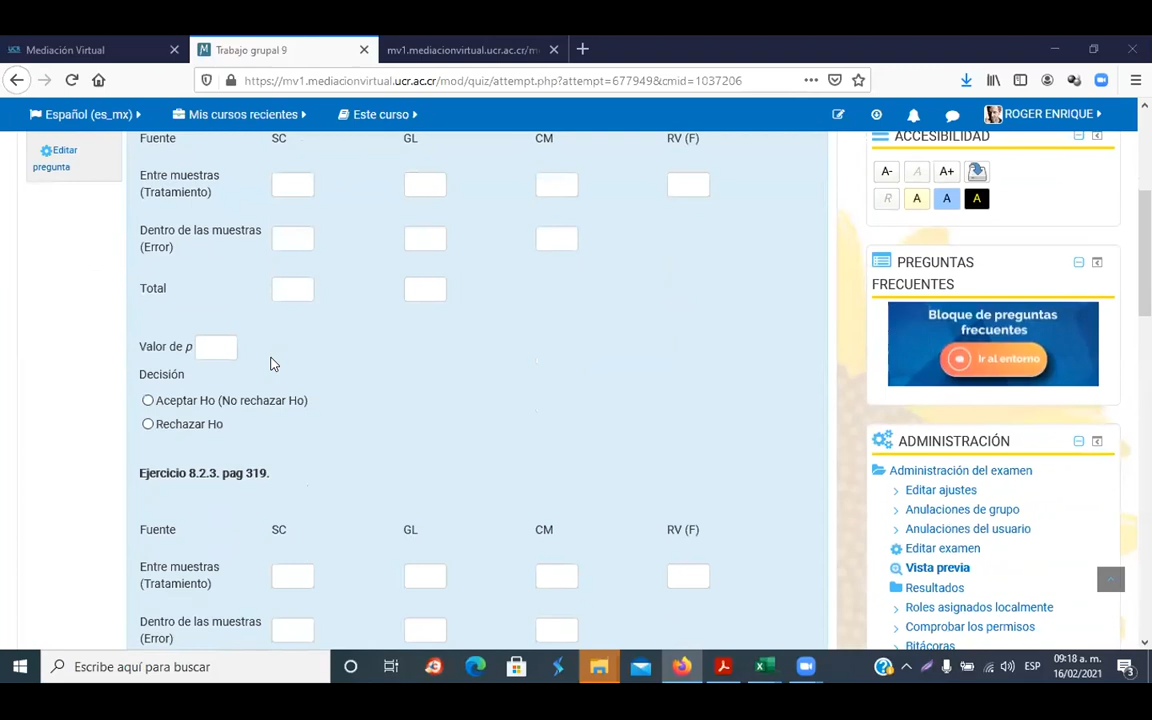 Mediación Virtual
Trabajo grupal 9
mv1.mediacionvirtual.ucr.ac.cr/m
https://mv1.mediacionvirtual.ucr.ac.cr/mod/quiz/attempt.php?attempt=677949&cmid=1037206
Español (es_mx)
Mis cursos recientes
Este curso
ROGER ENRIQUE
Editar
pregunta
Fuente SC GL CM RV (F)
Entre muestras
(Tratamiento)
Dentro de las muestras
(Error)
Total
Valor de p
Decisión
Aceptar Ho (No rechazar Ho)
Rechazar Ho
Ejercicio 8.2.3. pag 319.
Fuente SC GL CM RV (F)
Entre muestras
(Tratamiento)
Dentro de las muestras
(Error)
ACCESIBILIDAD
A- A A+
R A A A
PREGUNTAS
FRECUENTES
Bloque de preguntas
frecuentes
Ir al entorno
ADMINISTRACIÓN
Administración del examen
Editar ajustes
Anulaciones de grupo
Anulaciones del usuario
Editar examen
Vista previa
Resultados
Roles asignados localmente
Comprobar los permisos
Bitácoras
Escribe aquí para buscar
ESP
09:18 a. m.
16/02/2021
3